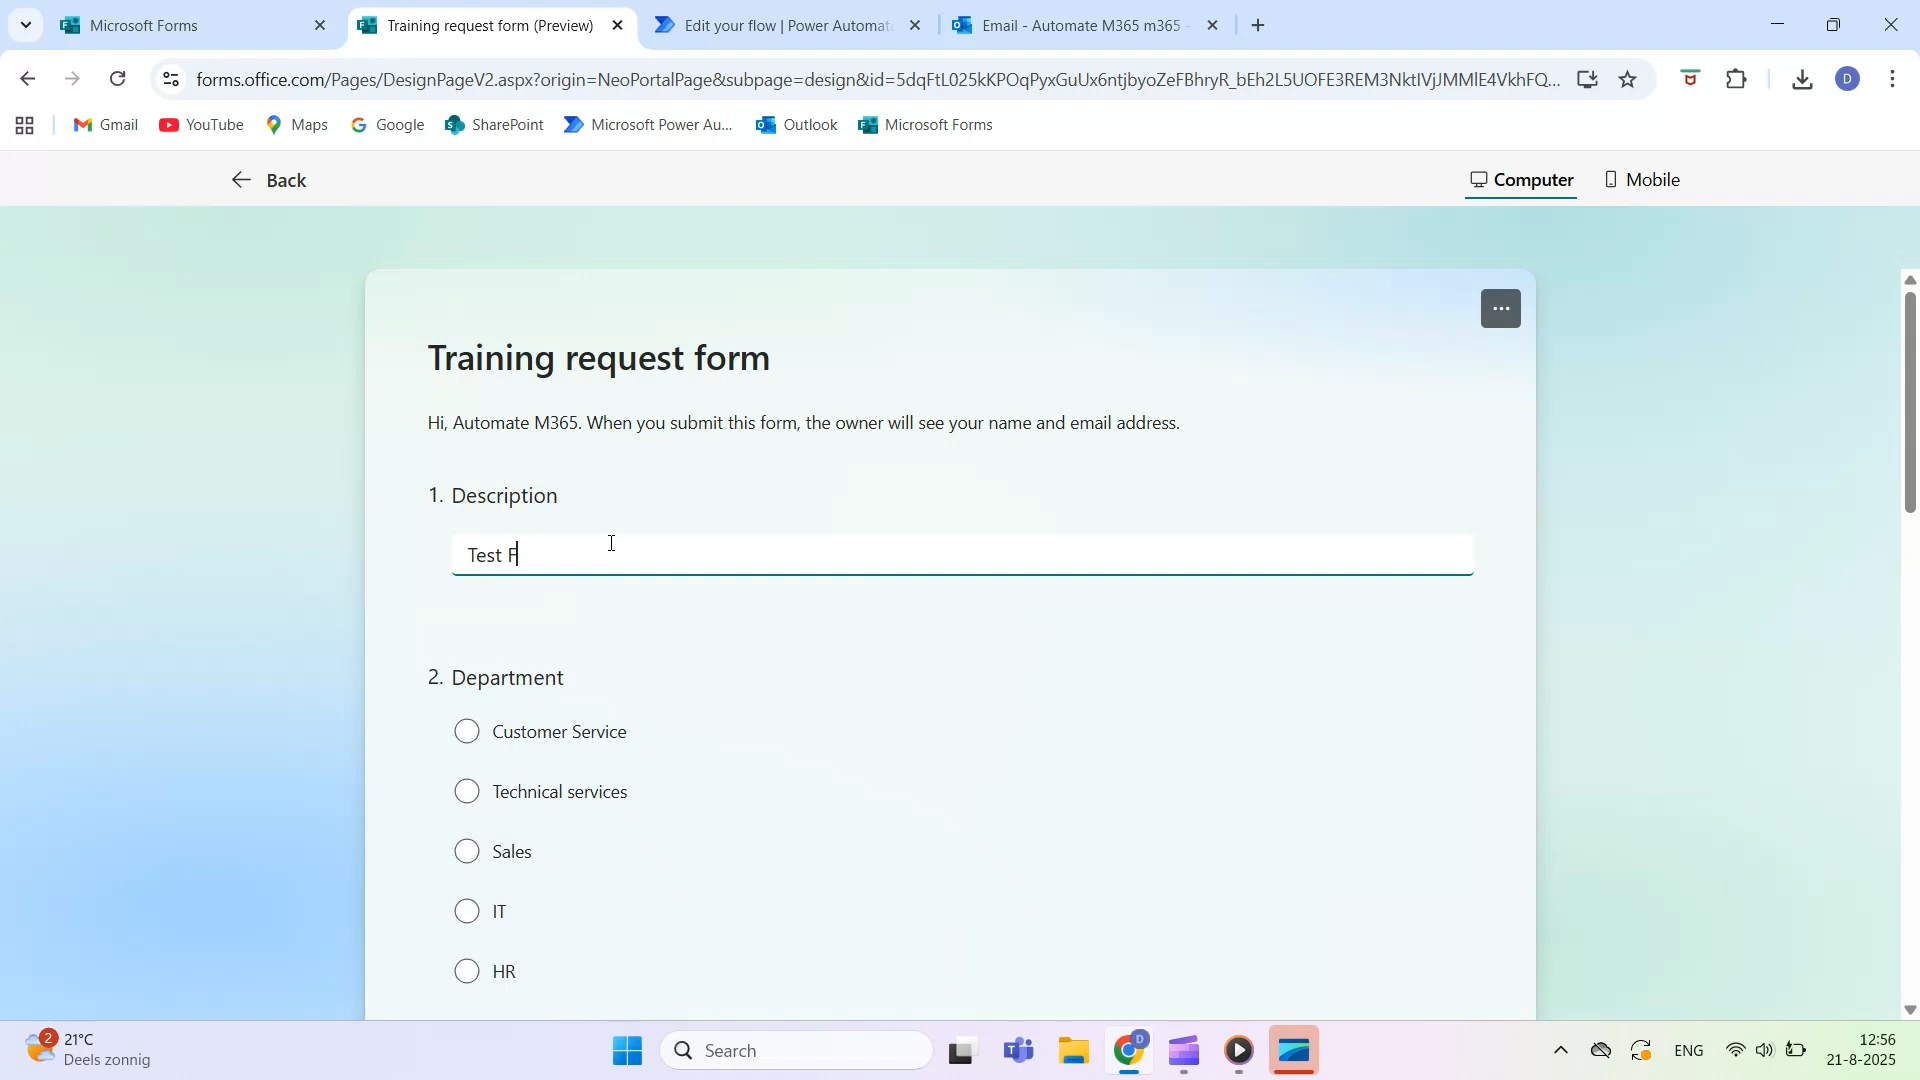 Microsoft Forms
Training request form (Preview)
Edit your flow | Power Automate
Email - Automate M365 m365 -
forms.office.com/Pages/DesignPageV2.aspx?origin=NeoPortalPage&subpage=design&id=5dqFtL025kKPOqPyxGuUx6ntjbyoZeFBhryR_bEh2L5UOFE3REM3NktIVjJMMlE4VkhFQ...
D
Gmail
YouTube
Maps
Google
SharePoint
Microsoft Power Au...
Outlook
Microsoft Forms
Back
Computer
Mobile
Training request form
Hi, Automate M365. When you submit this form, the owner will see your name and email address.
1. Description
Test F
2. Department
Customer Service
Technical services
Sales
IT
HR
2
21°C
Deels zonnig
Search
D
ENG
12:56
21-8-2025